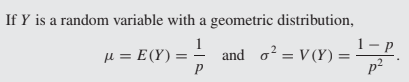 If Y is a random variable with a geometric distribution,
μ = E(Y) = 1/p and σ² = V(Y) = (1 − p)/p².